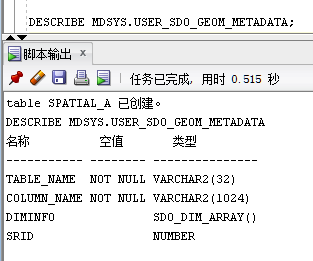 DESCRIBE MDSYS.USER_SDO_GEOM_METADATA;
脚本输出 ×
任务已完成, 用时 0.515 秒
table SPATIAL_A 已创建。
DESCRIBE MDSYS.USER_SDO_GEOM_METADATA
名称 空值 类型
----------- -------- ----------------
TABLE_NAME NOT NULL VARCHAR2(32)
COLUMN_NAME NOT NULL VARCHAR2(1024)
DIMINFO SDO_DIM_ARRAY()
SRID NUMBER